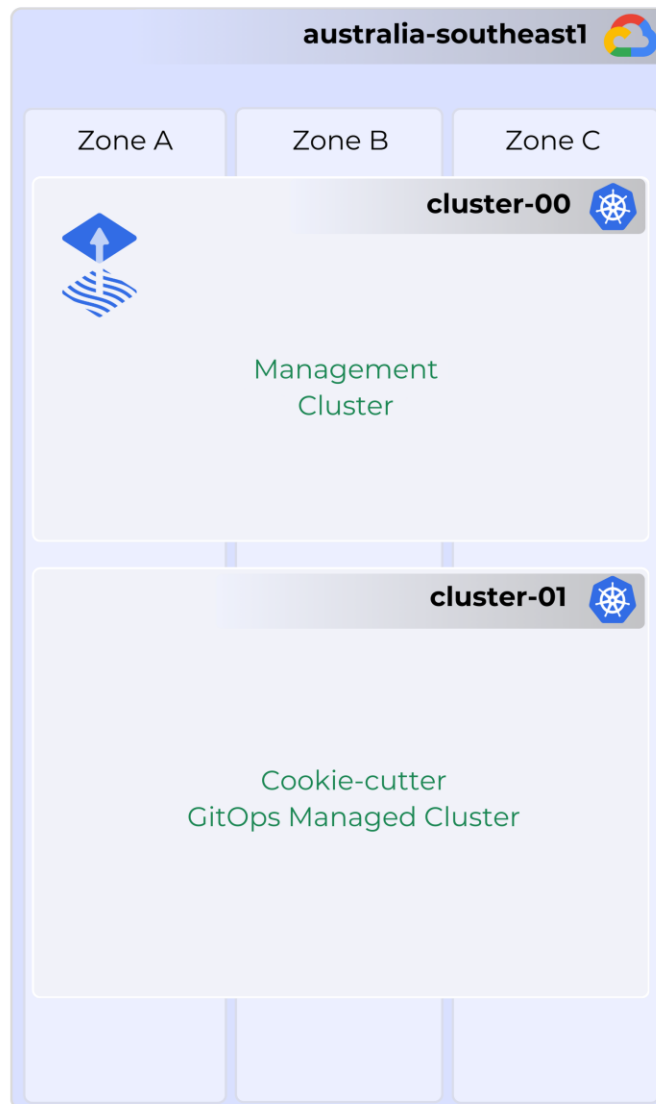 australia-southeast1
Zone A
Zone B
Zone C
cluster-00
Management
Cluster
cluster-01
Cookie-cutter
GitOps Managed Cluster